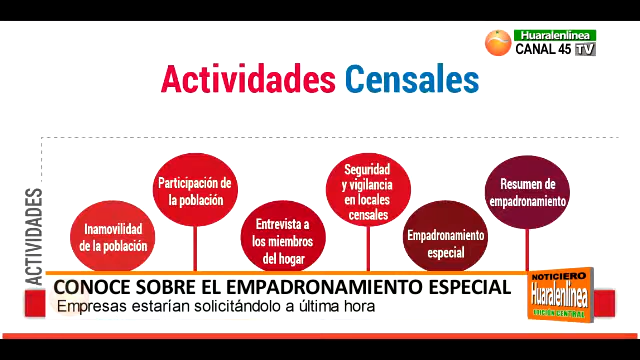 Huaralenlinea
CANAL 45 TV
Actividades Censales
ACTIVIDADES
Inamovilidad
de la población
Participación de
la población
Entrevista a
los miembros
del hogar
Seguridad
y vigilancia
en locales
censales
Empadronamiento
especial
Resumen de
empadronamiento
CONOCE SOBRE EL EMPADRONAMIENTO ESPECIAL
Empresas estarían solicitándolo a última hora
NOTICIERO
Huaralenlinea
EDICIÓN CENTRAL